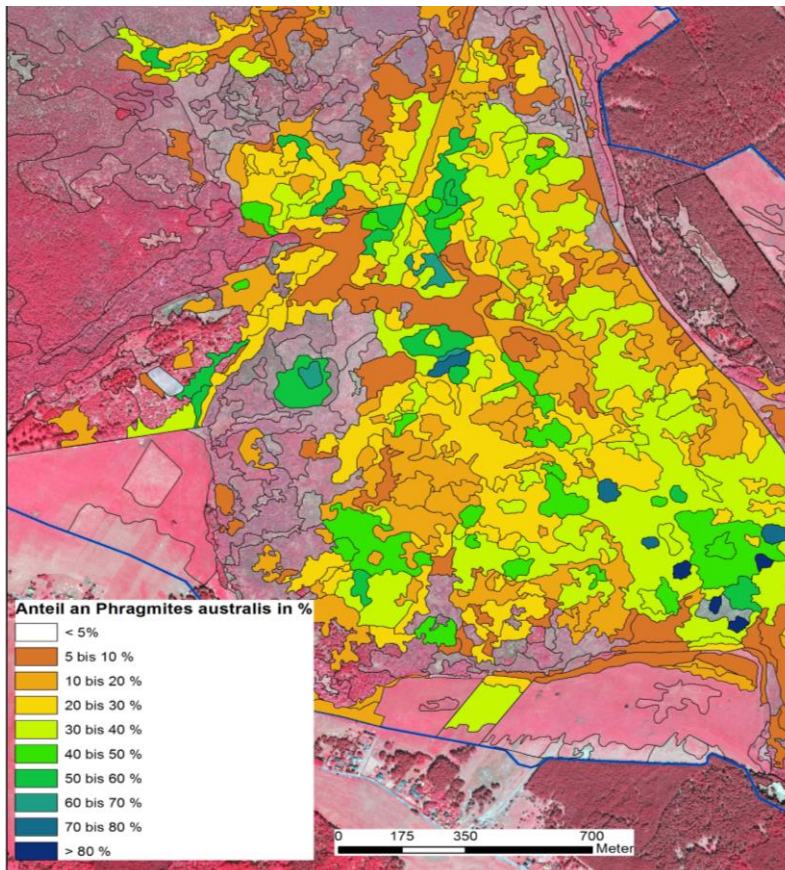 Anteil an Phragmites australis in %
< 5%
5 bis 10 %
10 bis 20 %
20 bis 30 %
30 bis 40 %
40 bis 50 %
50 bis 60 %
60 bis 70 %
70 bis 80 %
> 80 %
0 175 350 700
Meter